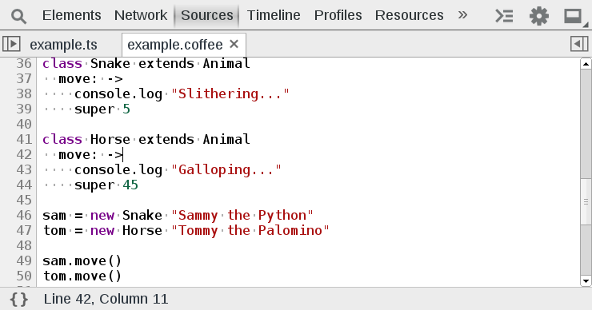 Elements Network Sources Timeline Profiles Resources »
example.ts example.coffee ×
36 class Snake extends Animal
37   move: ->
38     console.log "Slithering..."
39     super 5
40
41 class Horse extends Animal
42   move: ->
43     console.log "Galloping..."
44     super 45
45
46 sam = new Snake "Sammy the Python"
47 tom = new Horse "Tommy the Palomino"
48
49 sam.move()
50 tom.move()
{} Line 42, Column 11